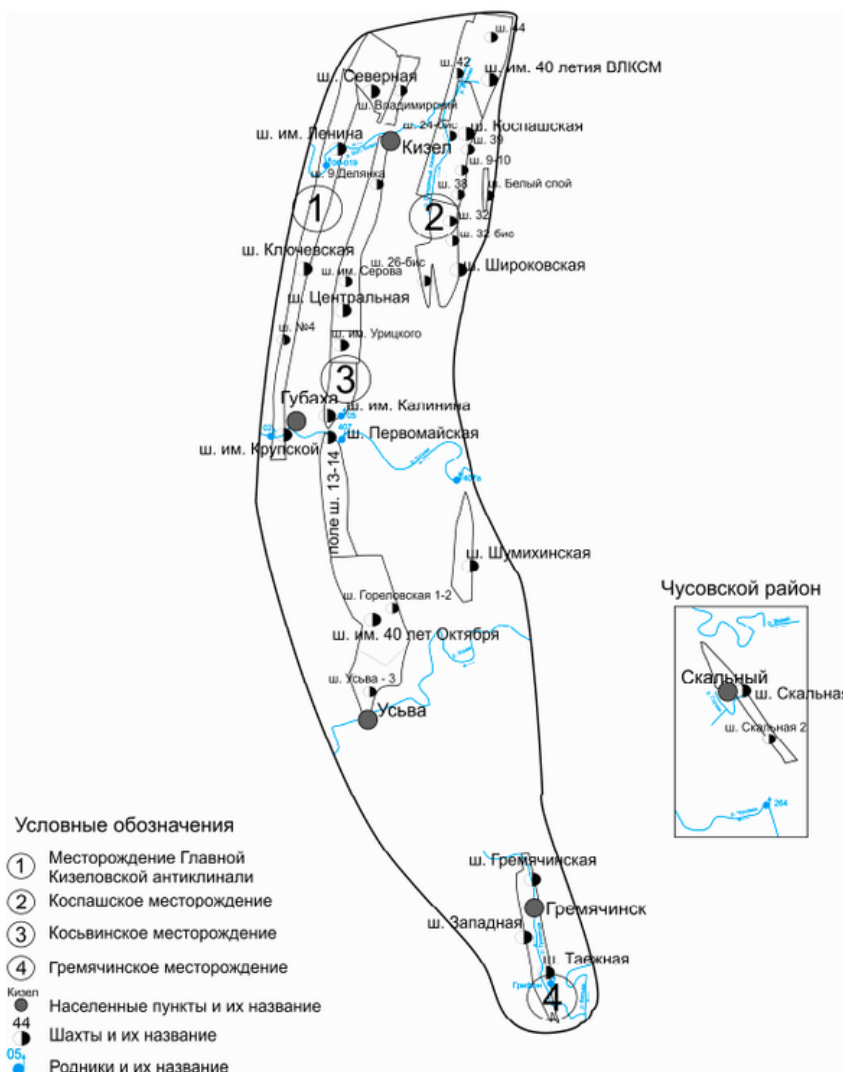 ш. 44
ш. 42
ш. им. 40 летия ВЛКСМ
ш. Северная
ш. Владимирский
ш. 24-бис
ш. Коспашская
ш. им. Ленина
Кизел
ш. 39
ш. 9-10
ш. 9 Делянка
ш. 38
ш. Белый спой
1
2
ш. 32
ш. 32 бис
ш. Ключевская
ш. 26-бис
ш. им. Серова
ш. Широковская
ш. Центральная
ш. №4
ш. им. Урицкого
3
Губаха
ш. им. Калинина
05
02
407
ш. Первомайская
ш. им. Крупской
поле ш. 13-14
ш. Шумихинская
ш. Гореловская 1-2
ш. им. 40 лет Октября
ш. Усьва - 3
Усьва
Чусовской район
Скальный
ш. Скальная
ш. Скальная 2
264
ш. Гремячинская
Гремячинск
ш. Западная
ш. Таежная
4
Условные обозначения
1 Месторождение Главной
Кизеловской антиклинали
2 Коспашское месторождение
3 Косьвинское месторождение
4 Гремячинское месторождение
Кизел
Населенные пункты и их название
44
Шахты и их название
05
Родники и их название